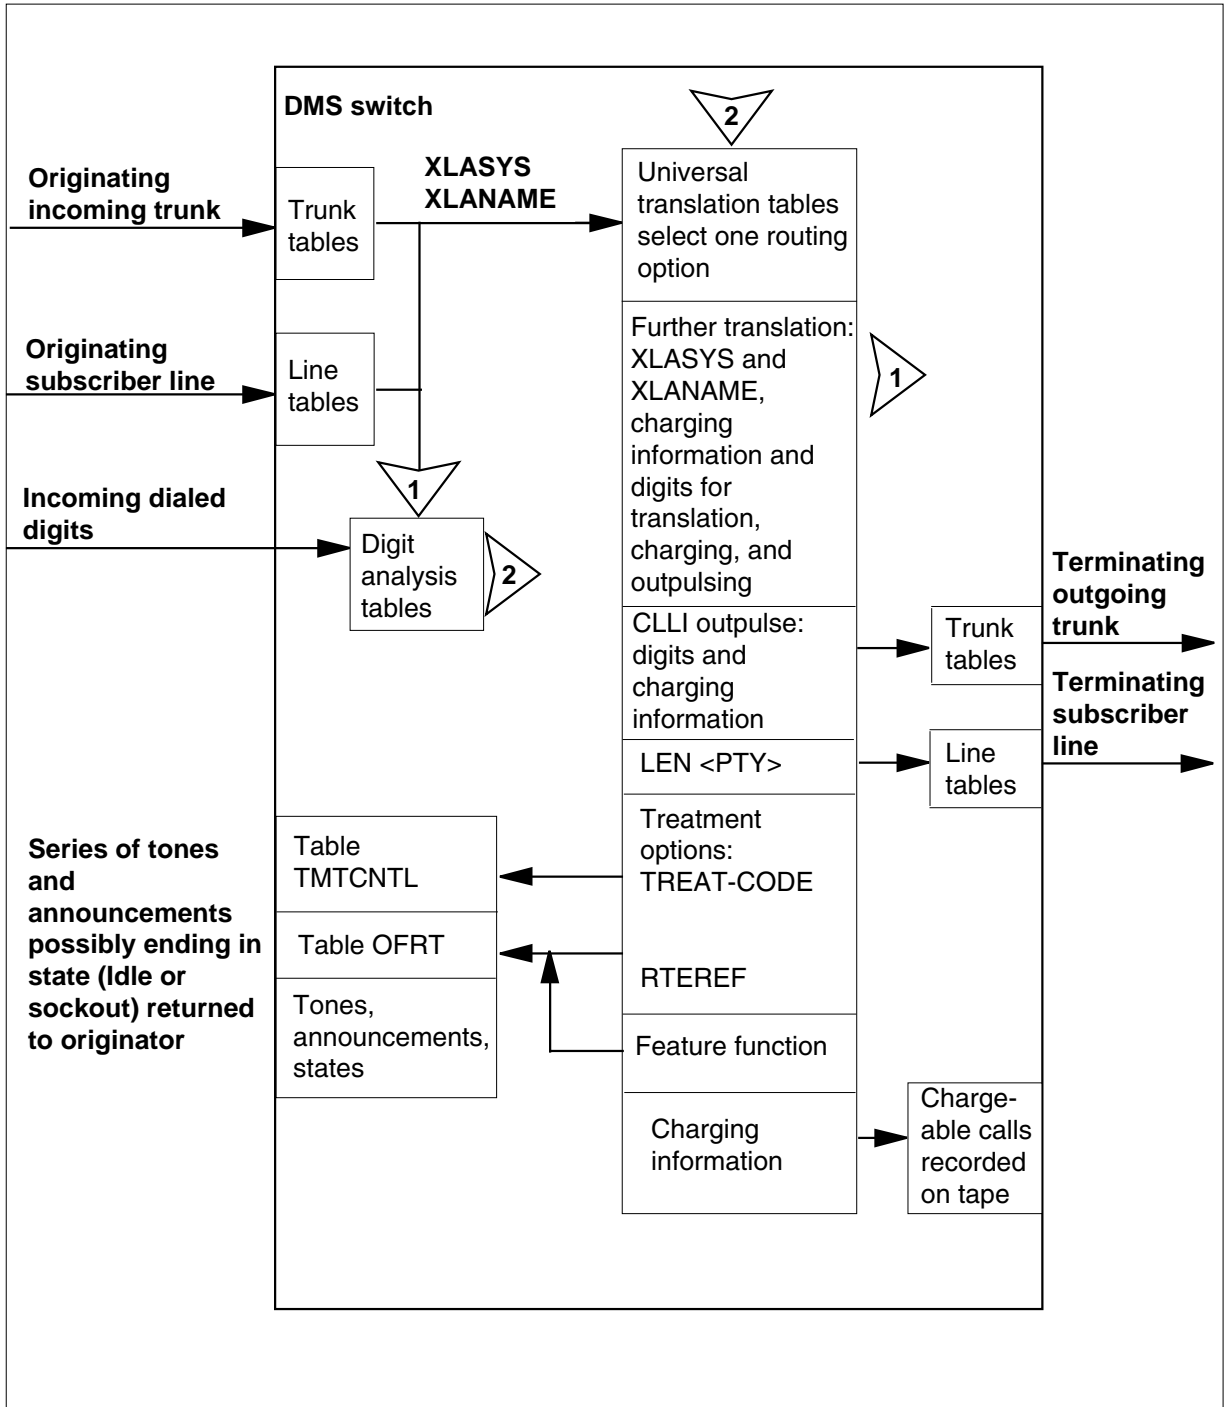 DMS switch
2
Originating
incoming trunk
Trunk
tables
XLASYS
XLANAME
Universal
translation tables
select one routing
option
Originating
subscriber line
Line
tables
Further translation:
XLASYS and
XLANAME,
charging
information and
digits for
translation,
charging, and
outpulsing
1
1
Incoming dialed
digits
Digit
analysis
tables
2
CLLI outpulse:
digits and
charging
information
Trunk
tables
Terminating
outgoing
trunk
LEN <PTY>
Line
tables
Terminating
subscriber
line
Series of tones
and
announcements
possibly ending in
state (Idle or
sockout) returned
to originator
Table
TMTCNTL
Table OFRT
Tones,
announcements,
states
Treatment
options:
TREAT-CODE
RTEREF
Feature function
Charging
information
Charge-
able calls
recorded
on tape